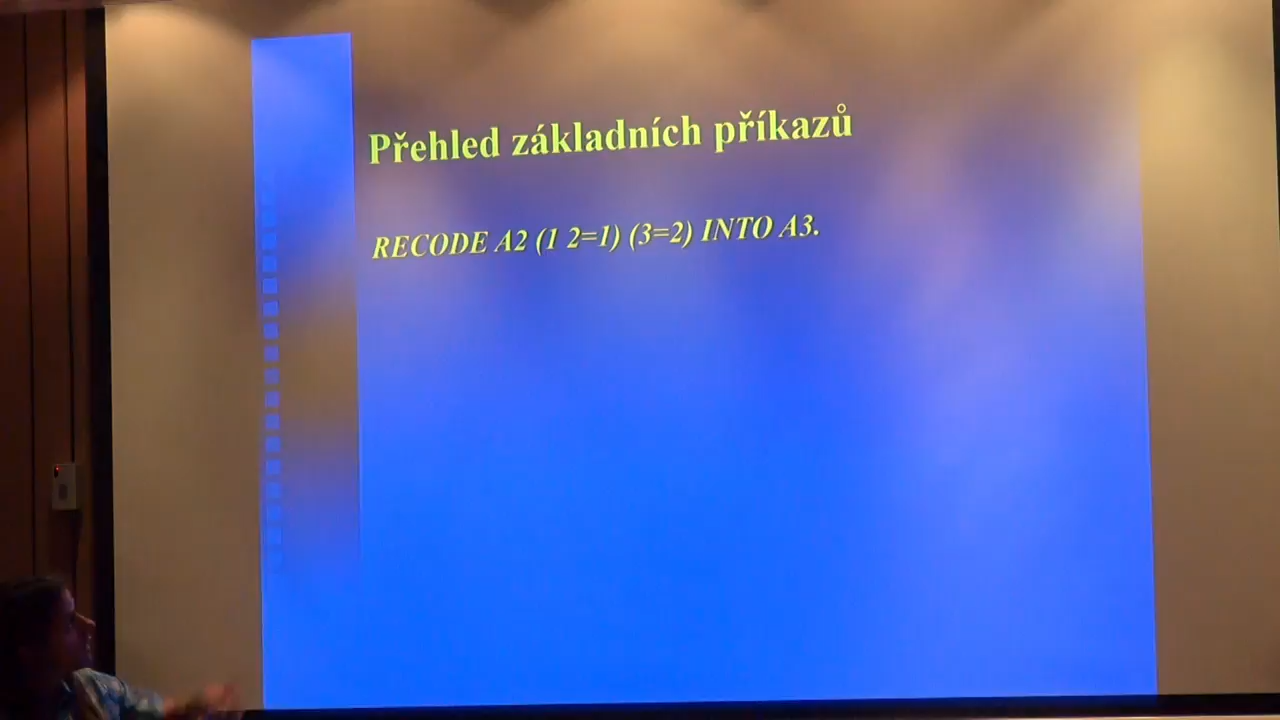 Přehled základních příkazů
RECODE A2 (1 2=1) (3=2) INTO A3.